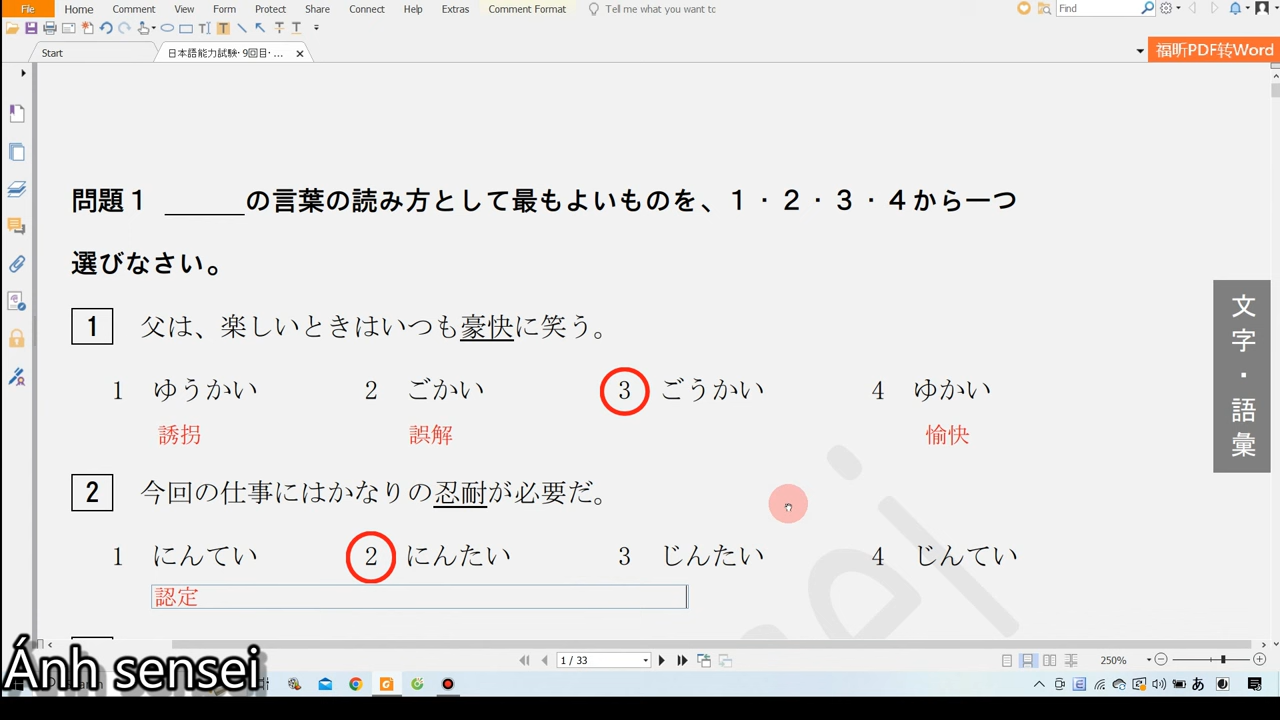 File Home Comment View Form Protect Share Connect Help Extras Comment Format Tell me what you want to Find
Start 日本語能力試験・9回目・... 福昕PDF转Word
問題1 ______の言葉の読み方として最もよいものを、1・2・3・4から一つ
選びなさい。
1 父は、楽しいときはいつも豪快に笑う。
1 ゆうかい 2 ごかい 3 ごうかい 4 ゆかい
誘拐 誤解 愉快
2 今回の仕事にはかなりの忍耐が必要だ。
1 にんてい 2 にんたい 3 じんたい 4 じんてい
認定
文字・語彙
1 / 33 250%
Ánh sensei
あ